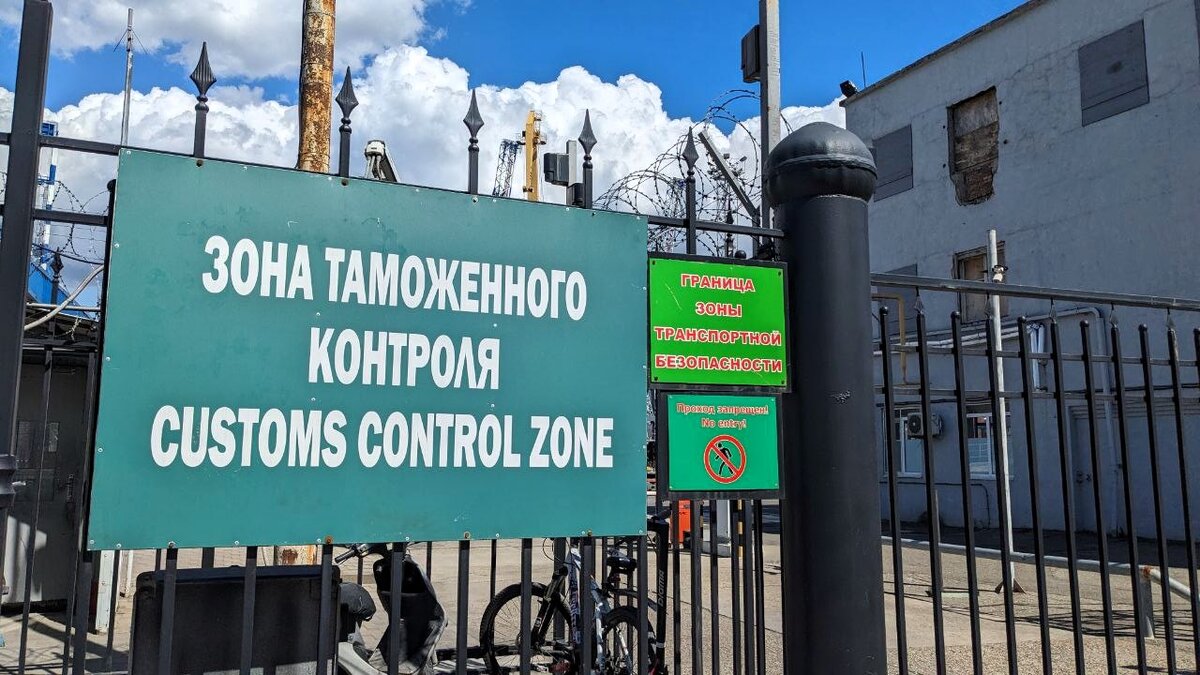 ЗОНА ТАМОЖЕННОГО
КОНТРОЛЯ
CUSTOMS CONTROL ZONE
ГРАНИЦА
ЗОНЫ
ТРАНСПОРТНОЙ
БЕЗОПАСНОСТИ
Проход запрещен!
No entry!